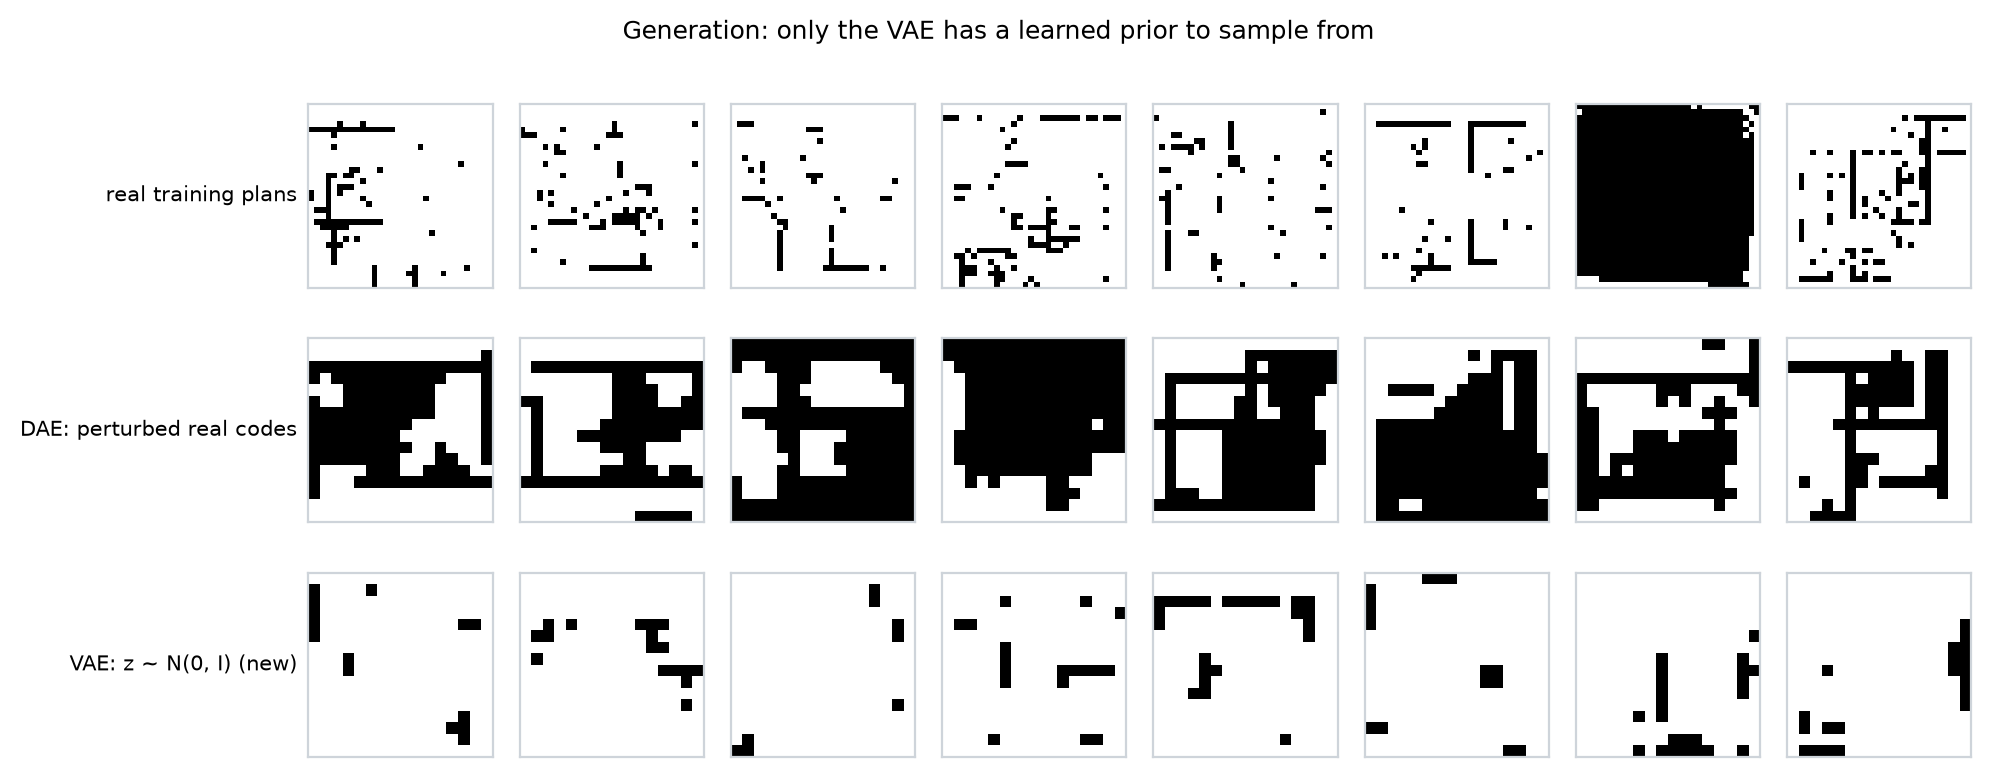 Generation: only the VAE has a learned prior to sample from
real training plans
DAE: perturbed real codes
VAE: z ~ N(0, I) (new)